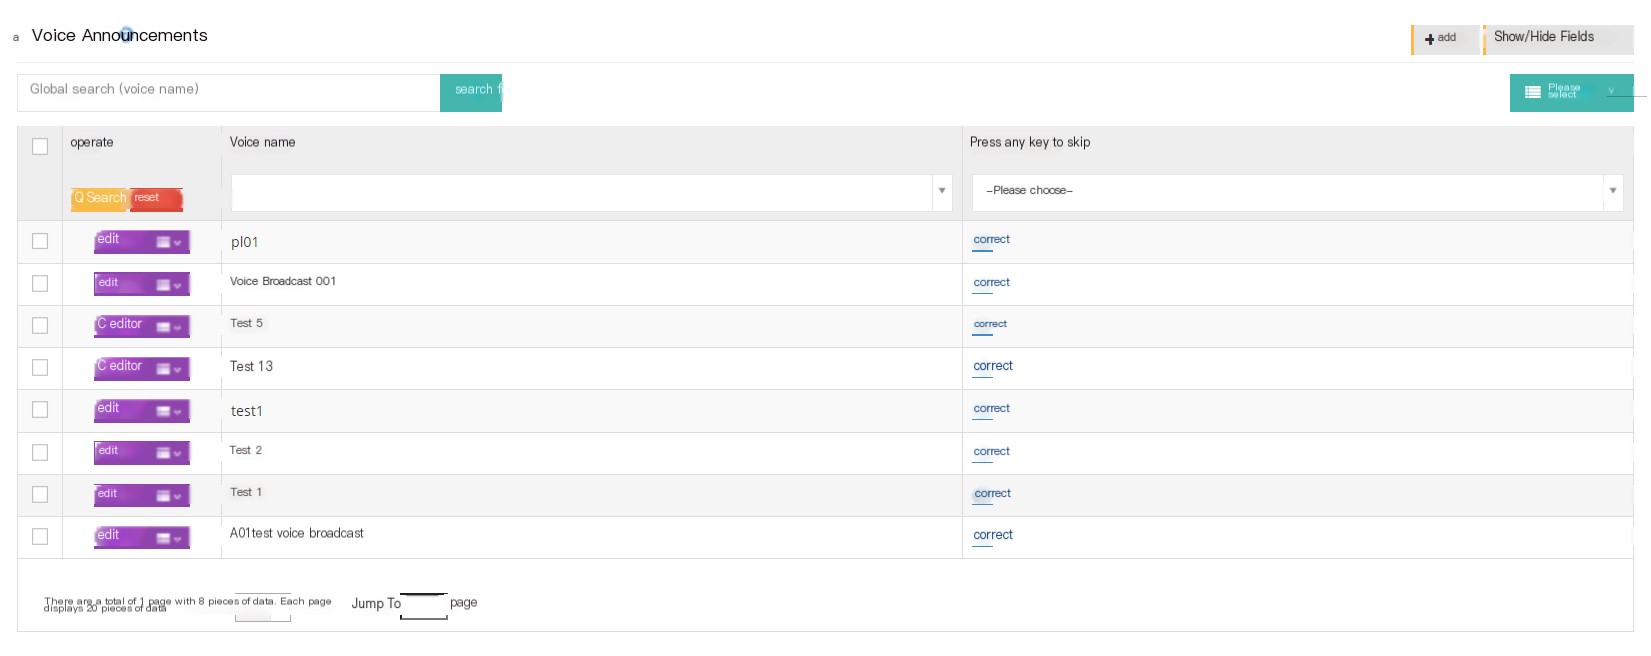 a Voice Announcements
add
Show/Hide Fields
Global search (voice name)
search f
Please
select
operate
Voice name
Press any key to skip
Q Search
reset
-Please choose-
edit
pl01
correct
edit
Voice Broadcast 001
correct
C editor
Test 5
correct
C editor
Test 13
correct
edit
test1
correct
edit
Test 2
correct
edit
Test 1
correct
edit
A01test voice broadcast
correct
There are a total of 1 page with 8 pieces of data. Each page
displays 20 pieces of data
Jump To
page